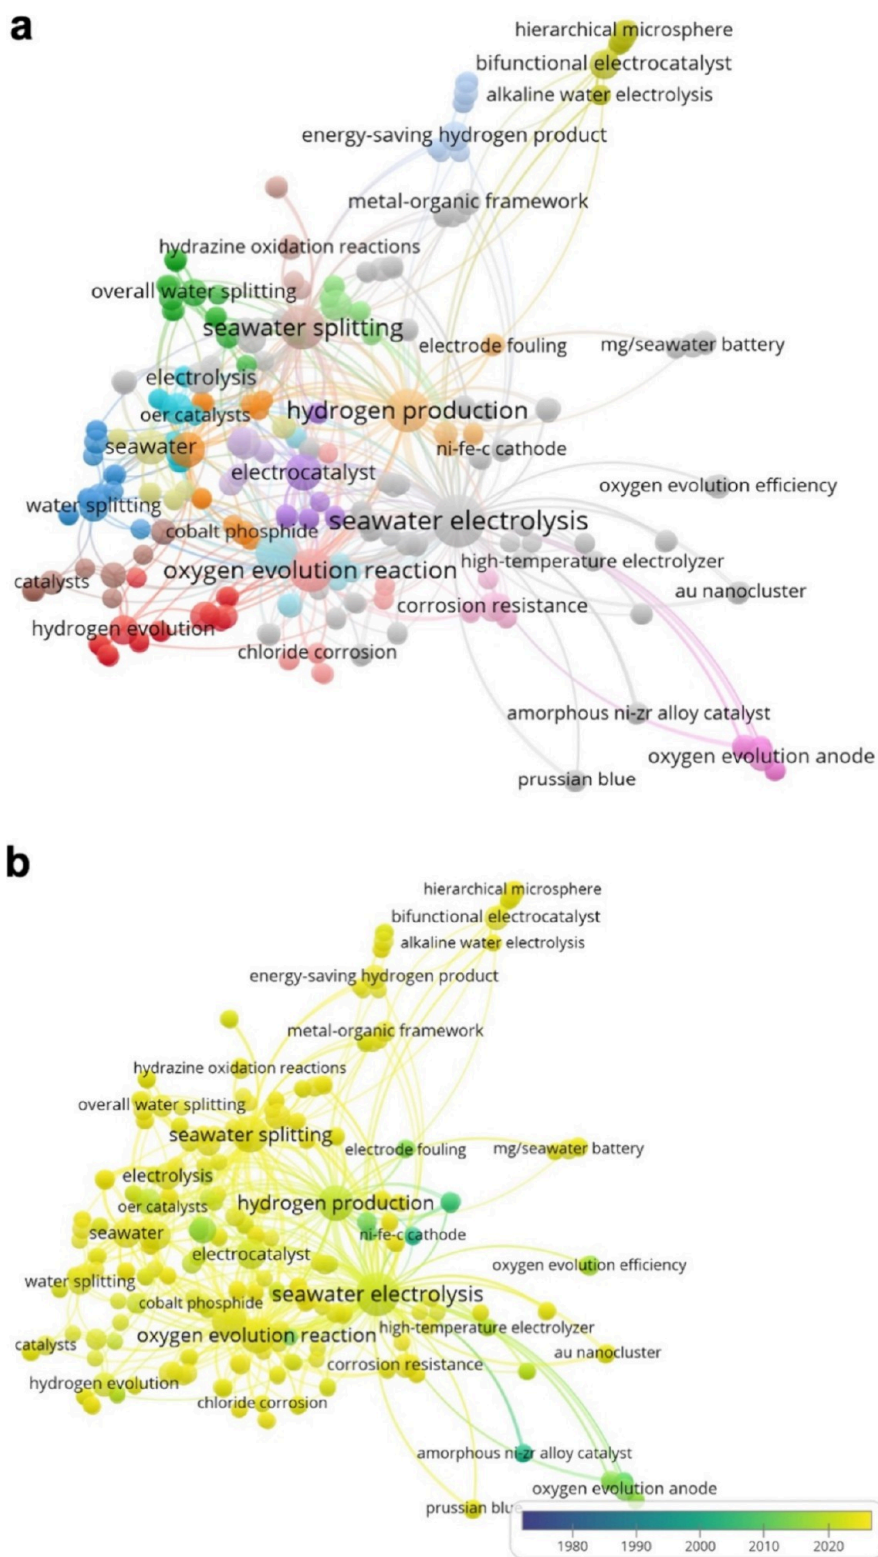 a
hierarchical microsphere
bifunctional electrocatalyst
alkaline water electrolysis
energy-saving hydrogen product
metal-organic framework
hydrazine oxidation reactions
overall water splitting
seawater splitting
electrode fouling
mg/seawater battery
electrolysis
oer catalysts
hydrogen production
seawater
ni-fe-c cathode
electrocatalyst
oxygen evolution efficiency
water splitting
cobalt phosphide
seawater electrolysis
oxygen evolution reaction
high-temperature electrolyzer
catalysts
au nanocluster
corrosion resistance
hydrogen evolution
chloride corrosion
amorphous ni-zr alloy catalyst
oxygen evolution anode
prussian blue
b
hierarchical microsphere
bifunctional electrocatalyst
alkaline water electrolysis
energy-saving hydrogen product
metal-organic framework
hydrazine oxidation reactions
overall water splitting
seawater splitting
electrode fouling
mg/seawater battery
electrolysis
oer catalysts
hydrogen production
seawater
ni-fe-c cathode
electrocatalyst
oxygen evolution efficiency
water splitting
cobalt phosphide
seawater electrolysis
oxygen evolution reaction
high-temperature electrolyzer
catalysts
au nanocluster
corrosion resistance
hydrogen evolution
chloride corrosion
amorphous ni-zr alloy catalyst
oxygen evolution anode
prussian blue
1980 1990 2000 2010 2020